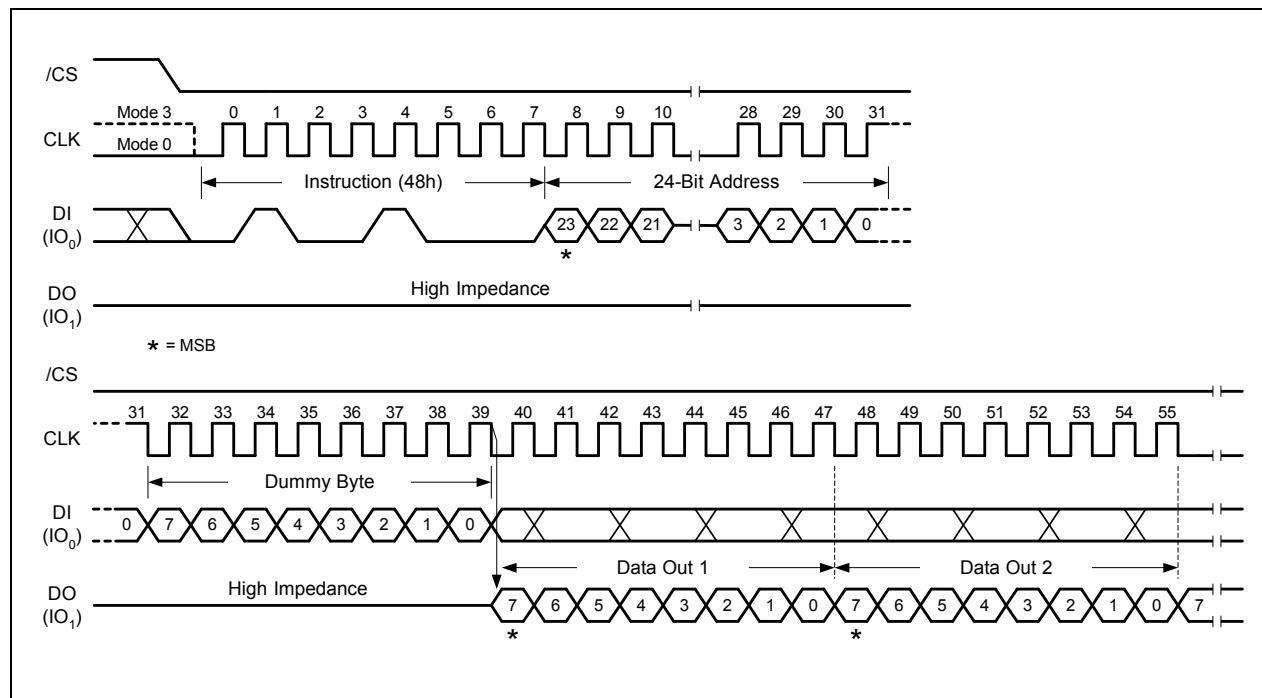 /CS
Mode 3 0 1 2 3 4 5 6 7 8 9 10 28 29 30 31
CLK
Mode 0
Instruction (48h) 24-Bit Address
DI
(IO0)
23 22 21 3 2 1 0
*
High Impedance
DO
(IO1)
* = MSB
/CS
31 32 33 34 35 36 37 38 39 40 41 42 43 44 45 46 47 48 49 50 51 52 53 54 55
CLK
Dummy Byte
DI
(IO0)
0 7 6 5 4 3 2 1 0
Data Out 1 Data Out 2
High Impedance
DO
(IO1)
7 6 5 4 3 2 1 0 7 6 5 4 3 2 1 0 7
* *